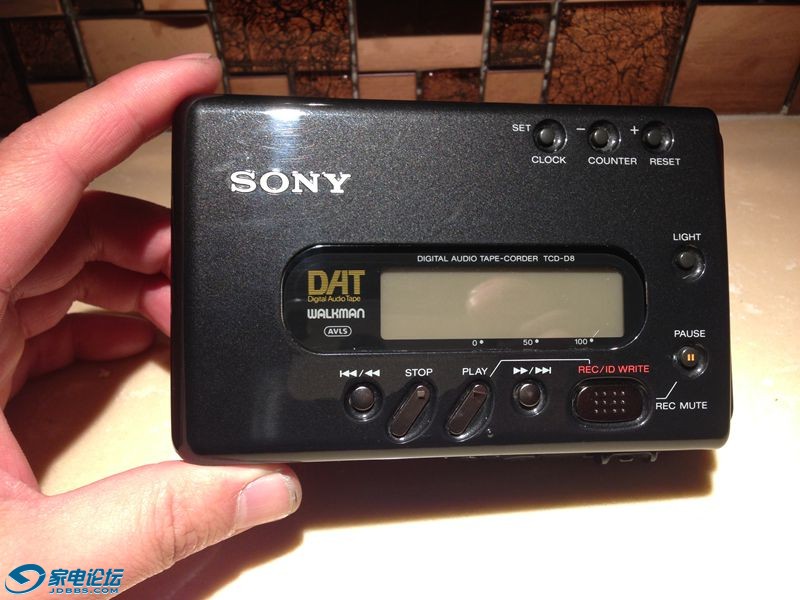 SET − +
CLOCK COUNTER RESET
SONY
LIGHT
DIGITAL AUDIO TAPE-CORDER TCD-D8
DAT
Digital Audio Tape
WALKMAN
AVLS
0 50 100
PAUSE
REC MUTE
⏮/◀◀ STOP PLAY ▶▶/⏭ REC/ID WRITE
家电论坛
JDBBS.COM